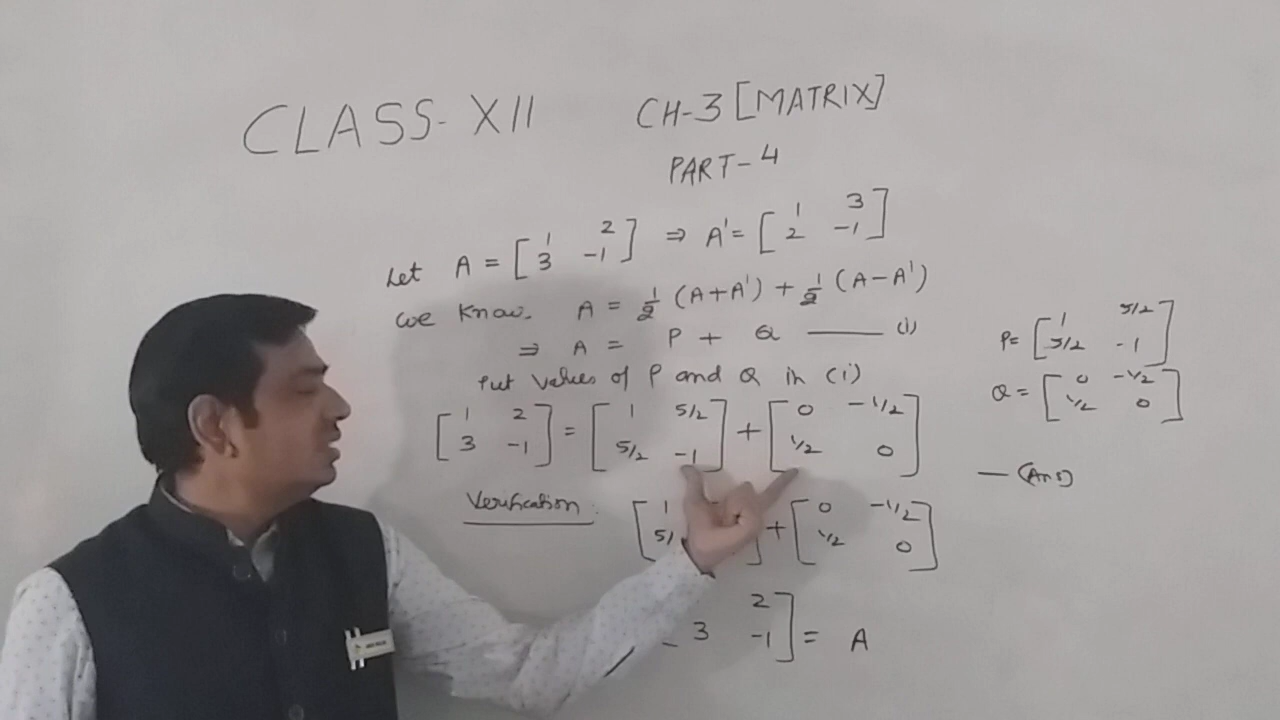 CLASS-XII CH-3 [MATRIX]
PART-4
Let A = [1 2 3 -1] ⇒ A' = [1 3 2 -1]
We Know. A = 1/2 (A+A') + 1/2 (A-A')
⇒ A = P + Q —— (i)
Put values of P and Q in (i)
[1 2 3 -1] = [1 5/2 5/2 -1] + [0 -1/2 1/2 0]
P= [1 5/2 5/2 -1]
Q = [0 -1/2 1/2 0]
— (Ans)
Verification: [1 5/ + [0 -1/2 1/2 0]
3 2 -1] = A